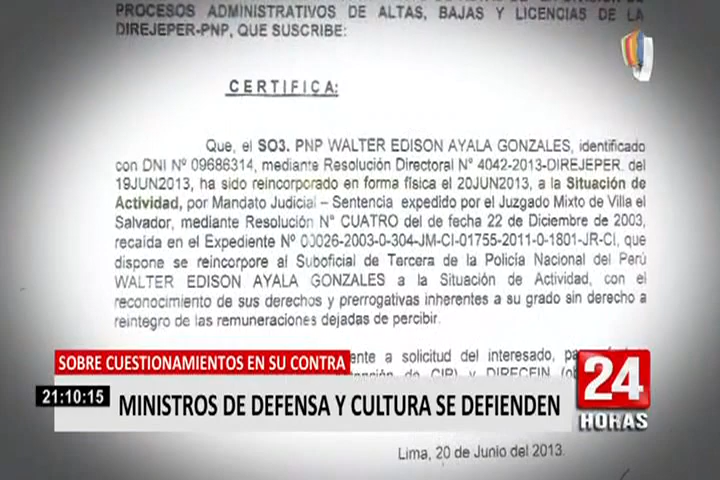 PROCESOS ADMINISTRATIVOS DE ALTAS, BAJAS Y LICENCIAS DE LA
DIREJEPER-PNP, QUE SUSCRIBE:
CERTIFICA:
Que, el SO3. PNP WALTER EDISON AYALA GONZALES, identificado
con DNI N° 09686314, mediante Resolución Directoral N° 4042-2013-DIREJEPER. del
19JUN2013, ha sido reincorporado en forma física el 20JUN2013, a la Situación de
Actividad, por Mandato Judicial – Sentencia expedido por el Juzgado Mixto de Villa el
Salvador, mediante Resolución N° CUATRO del de fecha 22 de Diciembre de 2003,
recaída en el Expediente N° 00026-2003-0-304-JM-CI-01755-2011-0-1801-JR-CI, que
dispone se reincorpore al Suboficial de Tercera de la Policía Nacional del Perú
WALTER EDISON AYALA GONZALES a la Situación de Actividad, con el
reconocimiento de sus derechos y prerrogativas inherentes a su grado sin derecho a
reintegro de las remuneraciones dejadas de percibir.
ente a solicitud del interesado,
CIP) y DIRECFIN
SOBRE CUESTIONAMIENTOS EN SU CONTRA
21:10:15
MINISTROS DE DEFENSA Y CULTURA SE DEFIENDEN
24
HORAS
Lima, 20 de Junio del 2013.